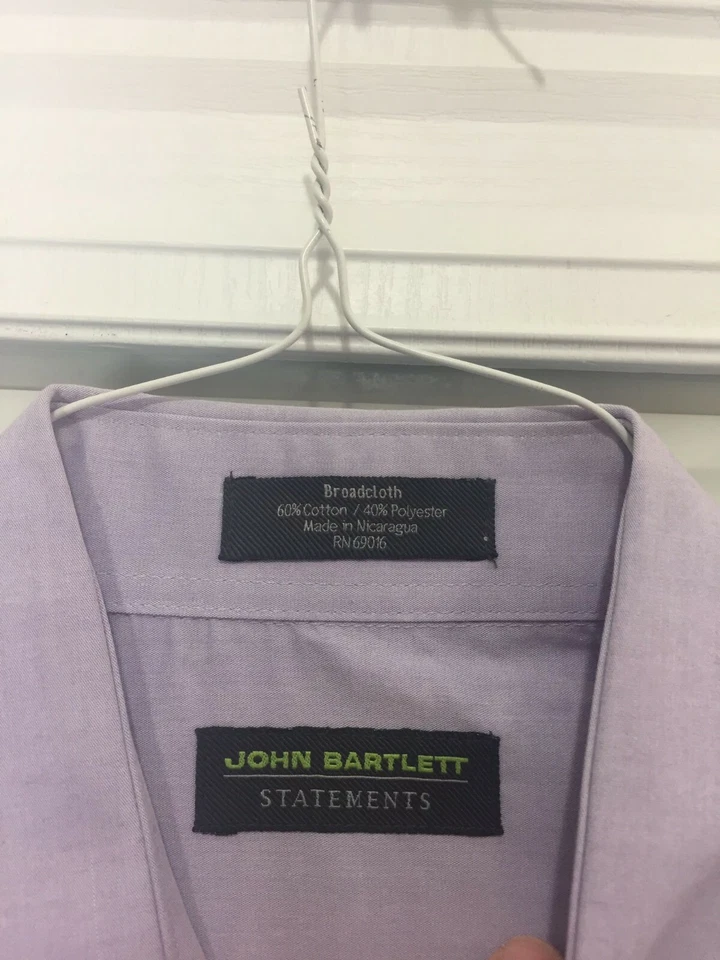 Broadcloth
60% Cotton / 40% Polyester
Made in Nicaragua
RN 69016
JOHN BARTLETT
STATEMENTS